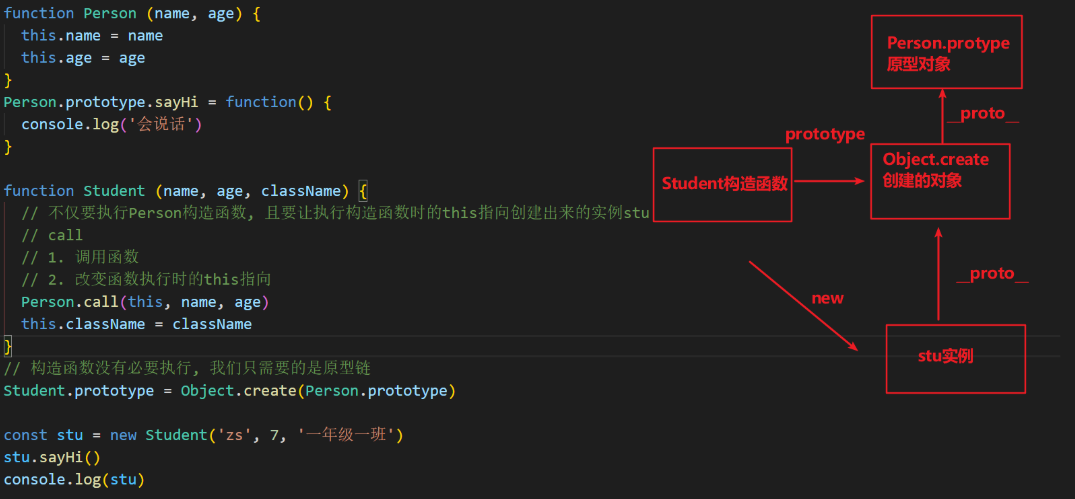 function Person (name, age) {
this.name = name
this.age = age
}
Person.prototype.sayHi = function() {
console.log('会说话')
}
function Student (name, age, className) {
// 不仅要执行Person构造函数, 且要让执行构造函数时的this指向创建出来的实例stu
// call
// 1. 调用函数
// 2. 改变函数执行时的this指向
Person.call(this, name, age)
this.className = className
}
// 构造函数没有必要执行, 我们只需要的是原型链
Student.prototype = Object.create(Person.prototype)
const stu = new Student('zs', 7, '一年级一班')
stu.sayHi()
console.log(stu)
Person.protype
原型对象
__proto__
prototype
Student构造函数
Object.create
创建的对象
__proto__
new
stu实例